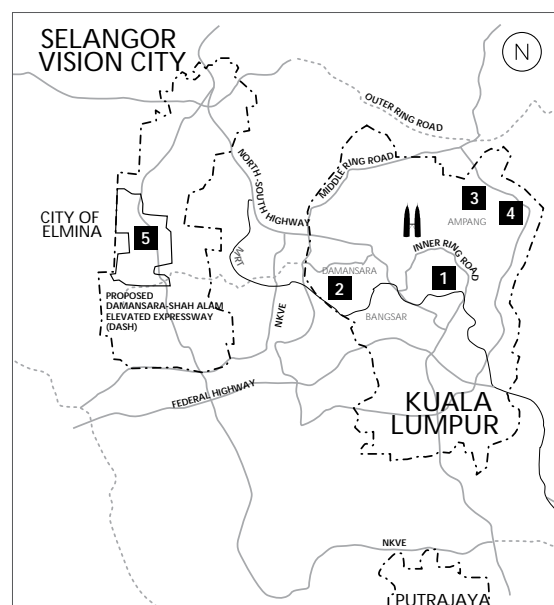 SELANGOR
VISION CITY
N
OUTER RING ROAD
MIDDLE RING ROAD
NORTH-SOUTH HIGHWAY
3
4
AMPANG
CITY OF
ELMINA
5
MRT
INNER RING ROAD
DAMANSARA
2
1
PROPOSED
DAMANSARA-SHAH ALAM
ELEVATED EXPRESSWAY
(DASH)
NKVE
BANGSAR
FEDERAL HIGHWAY
KUALA
LUMPUR
NKVE
PUTRAJAYA